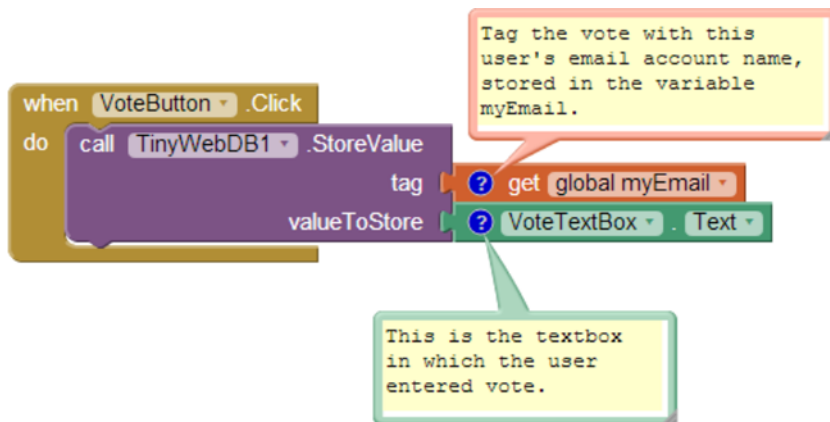 Tag the vote with this
user's email account name,
stored in the variable
myEmail.
when VoteButton .Click
do call TinyWebDB1 .StoreValue
tag ? get global myEmail
valueToStore ? VoteTextBox . Text
This is the textbox
in which the user
entered vote.